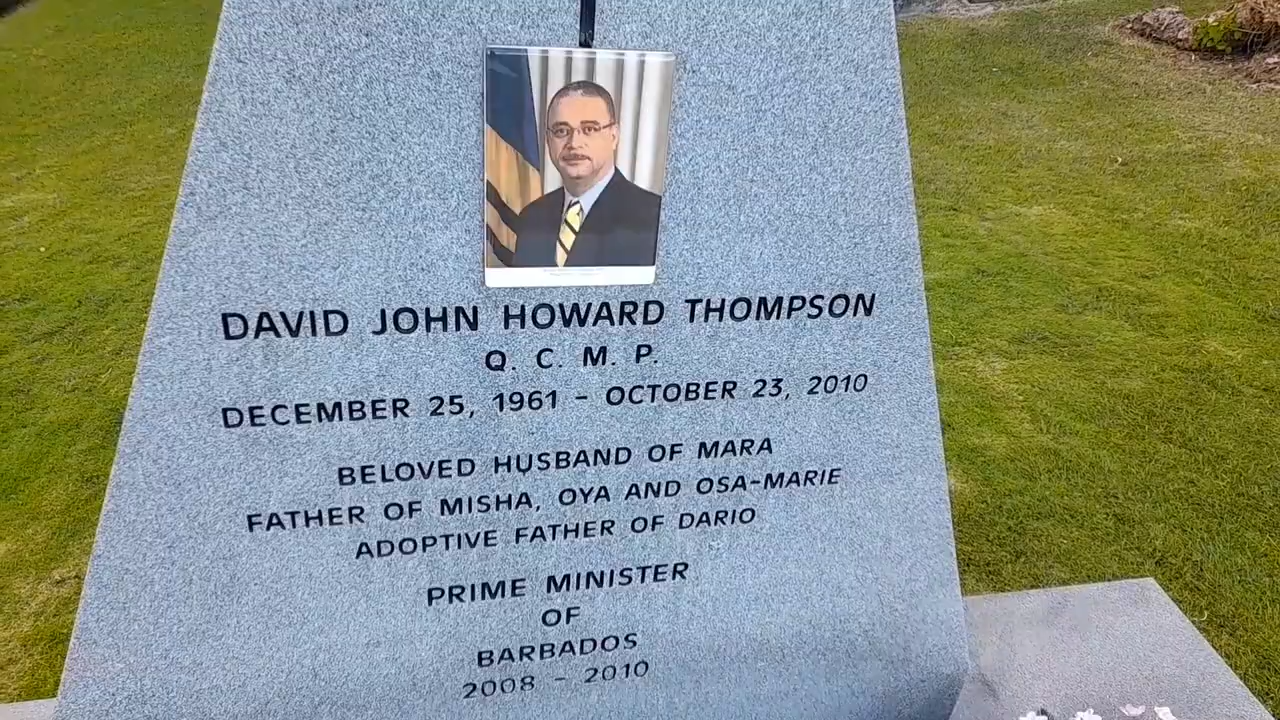 DAVID JOHN HOWARD THOMPSON
Q. C. M. P.
DECEMBER 25, 1961 - OCTOBER 23, 2010
BELOVED HUSBAND OF MARA
FATHER OF MISHA, OYA AND OSA-MARIE
ADOPTIVE FATHER OF DARIO
PRIME MINISTER
OF
BARBADOS
2008 - 2010